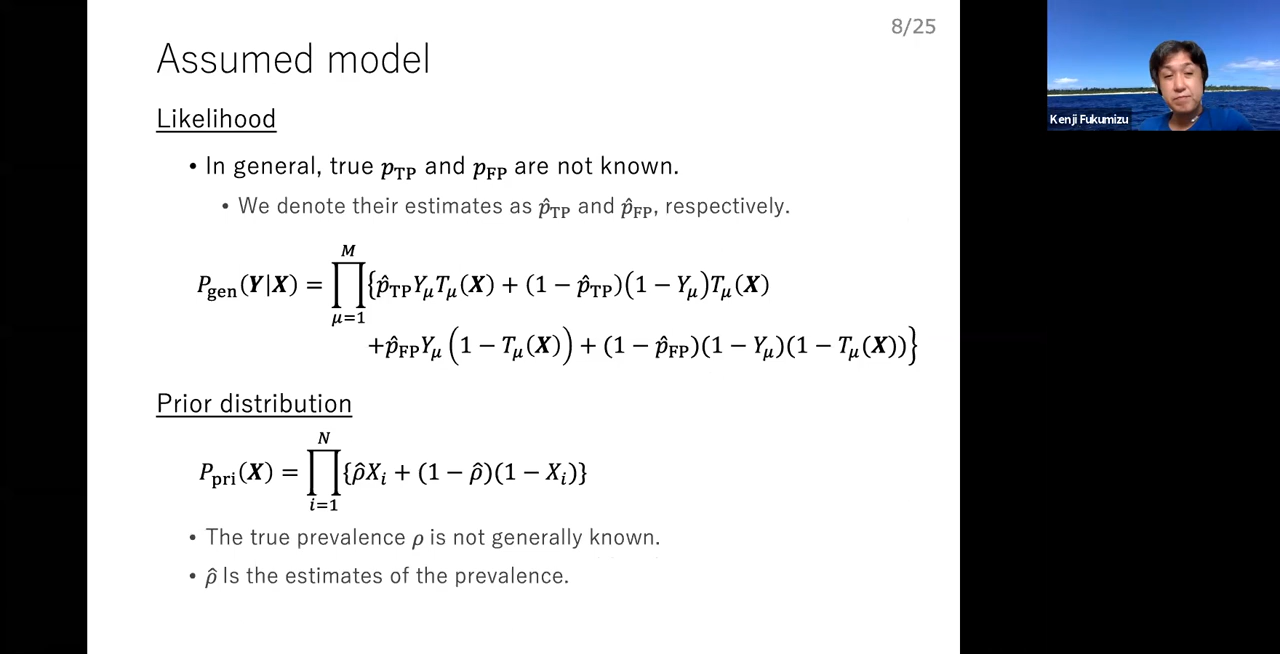 8/25
Assumed model
Likelihood
• In general, true p_TP and p_FP are not known.
• We denote their estimates as p̂_TP and p̂_FP, respectively.
P_gen(Y|X) = ∏_{μ=1}^{M} {p̂_TP Y_μ T_μ(X) + (1 − p̂_TP)(1 − Y_μ)T_μ(X)
+p̂_FP Y_μ (1 − T_μ(X)) + (1 − p̂_FP)(1 − Y_μ)(1 − T_μ(X))}
Prior distribution
P_pri(X) = ∏_{i=1}^{N} {ρ̂X_i + (1 − ρ̂)(1 − X_i)}
• The true prevalence ρ is not generally known.
• ρ̂ Is the estimates of the prevalence.
Kenji Fukumizu